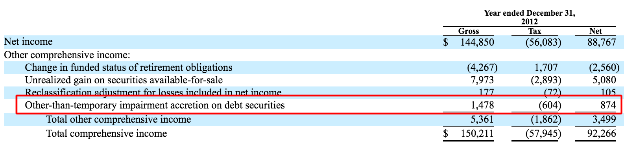 Year ended December 31,
2012
Gross Tax Net
Net income $ 144,850 (56,083) 88,767
Other comprehensive income:
Change in funded status of retirement obligations (4,267) 1,707 (2,560)
Unrealized gain on securities available-for-sale 7,973 (2,893) 5,080
Reclassification adjustment for losses included in net income 177 (72) 105
Other-than-temporary impairment accretion on debt securities 1,478 (604) 874
Total other comprehensive income 5,361 (1,862) 3,499
Total comprehensive income $ 150,211 (57,945) 92,266